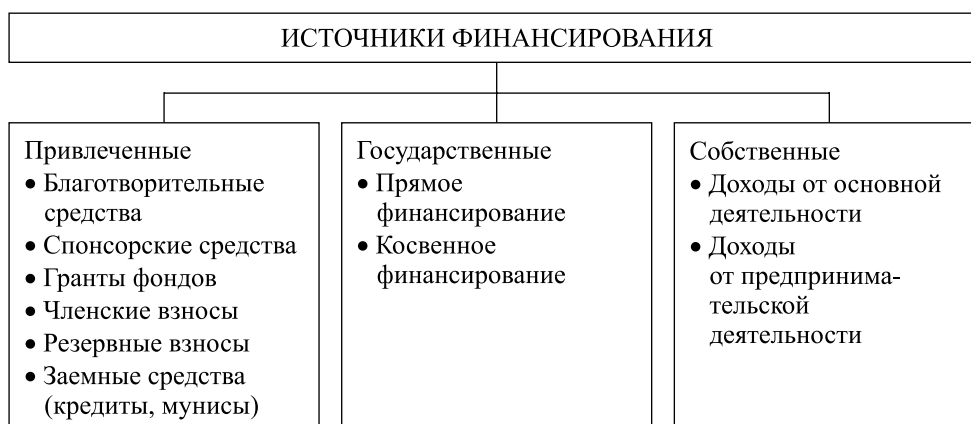 ИСТОЧНИКИ ФИНАНСИРОВАНИЯ
Привлеченные
• Благотворительные
средства
• Спонсорские средства
• Гранты фондов
• Членские взносы
• Резервные взносы
• Заемные средства
(кредиты, мунисы)
Государственные
• Прямое
финансирование
• Косвенное
финансирование
Собственные
• Доходы от основной
деятельности
• Доходы
от предпринима-
тельской
деятельности